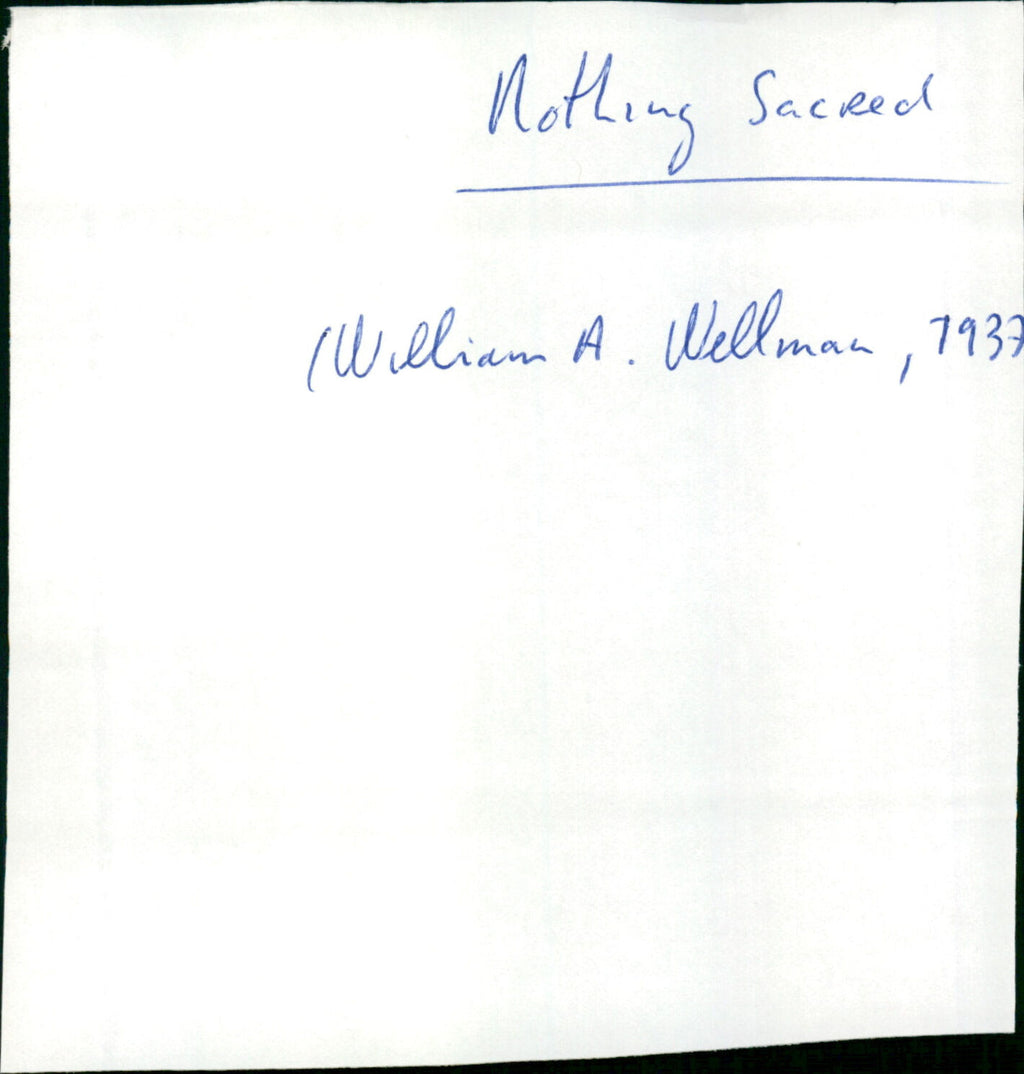 Nothing Sacred
(William A. Wellman, 1937